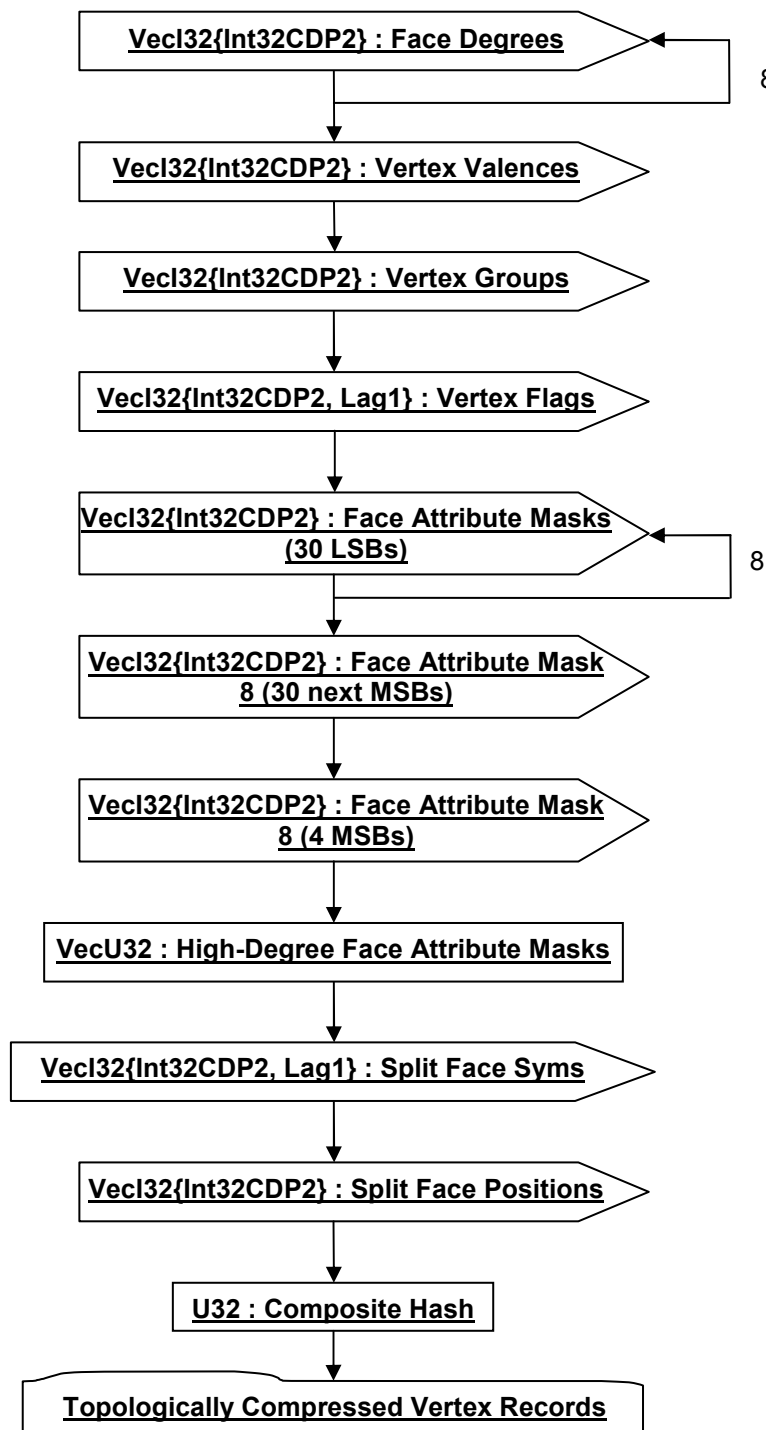 VecI32{Int32CDP2} : Face Degrees
8
VecI32{Int32CDP2} : Vertex Valences
VecI32{Int32CDP2} : Vertex Groups
VecI32{Int32CDP2, Lag1} : Vertex Flags
VecI32{Int32CDP2} : Face Attribute Masks
(30 LSBs)
8
VecI32{Int32CDP2} : Face Attribute Mask
8 (30 next MSBs)
VecI32{Int32CDP2} : Face Attribute Mask
8 (4 MSBs)
VecU32 : High-Degree Face Attribute Masks
VecI32{Int32CDP2, Lag1} : Split Face Syms
VecI32{Int32CDP2} : Split Face Positions
U32 : Composite Hash
Topologically Compressed Vertex Records